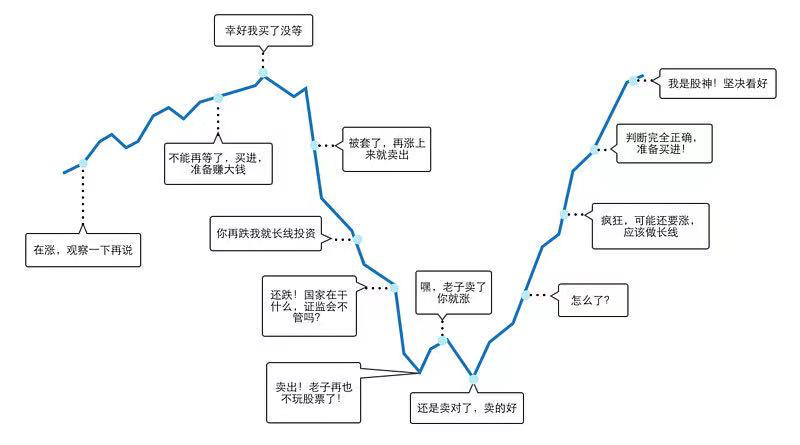 在涨，观察一下再说
不能再等了，买进，
准备赚大钱
幸好我买了没等
被套了，再涨上
来就卖出
你再跌我就长线投资
还跌！国家在干
什么，证监会不
管吗？
卖出！老子再也
不玩股票了！
嘿，老子卖了
你就涨
还是卖对了，卖的好
怎么了？
疯狂，可能还要涨，
应该做长线
判断完全正确，
准备买进！
我是股神！坚决看好